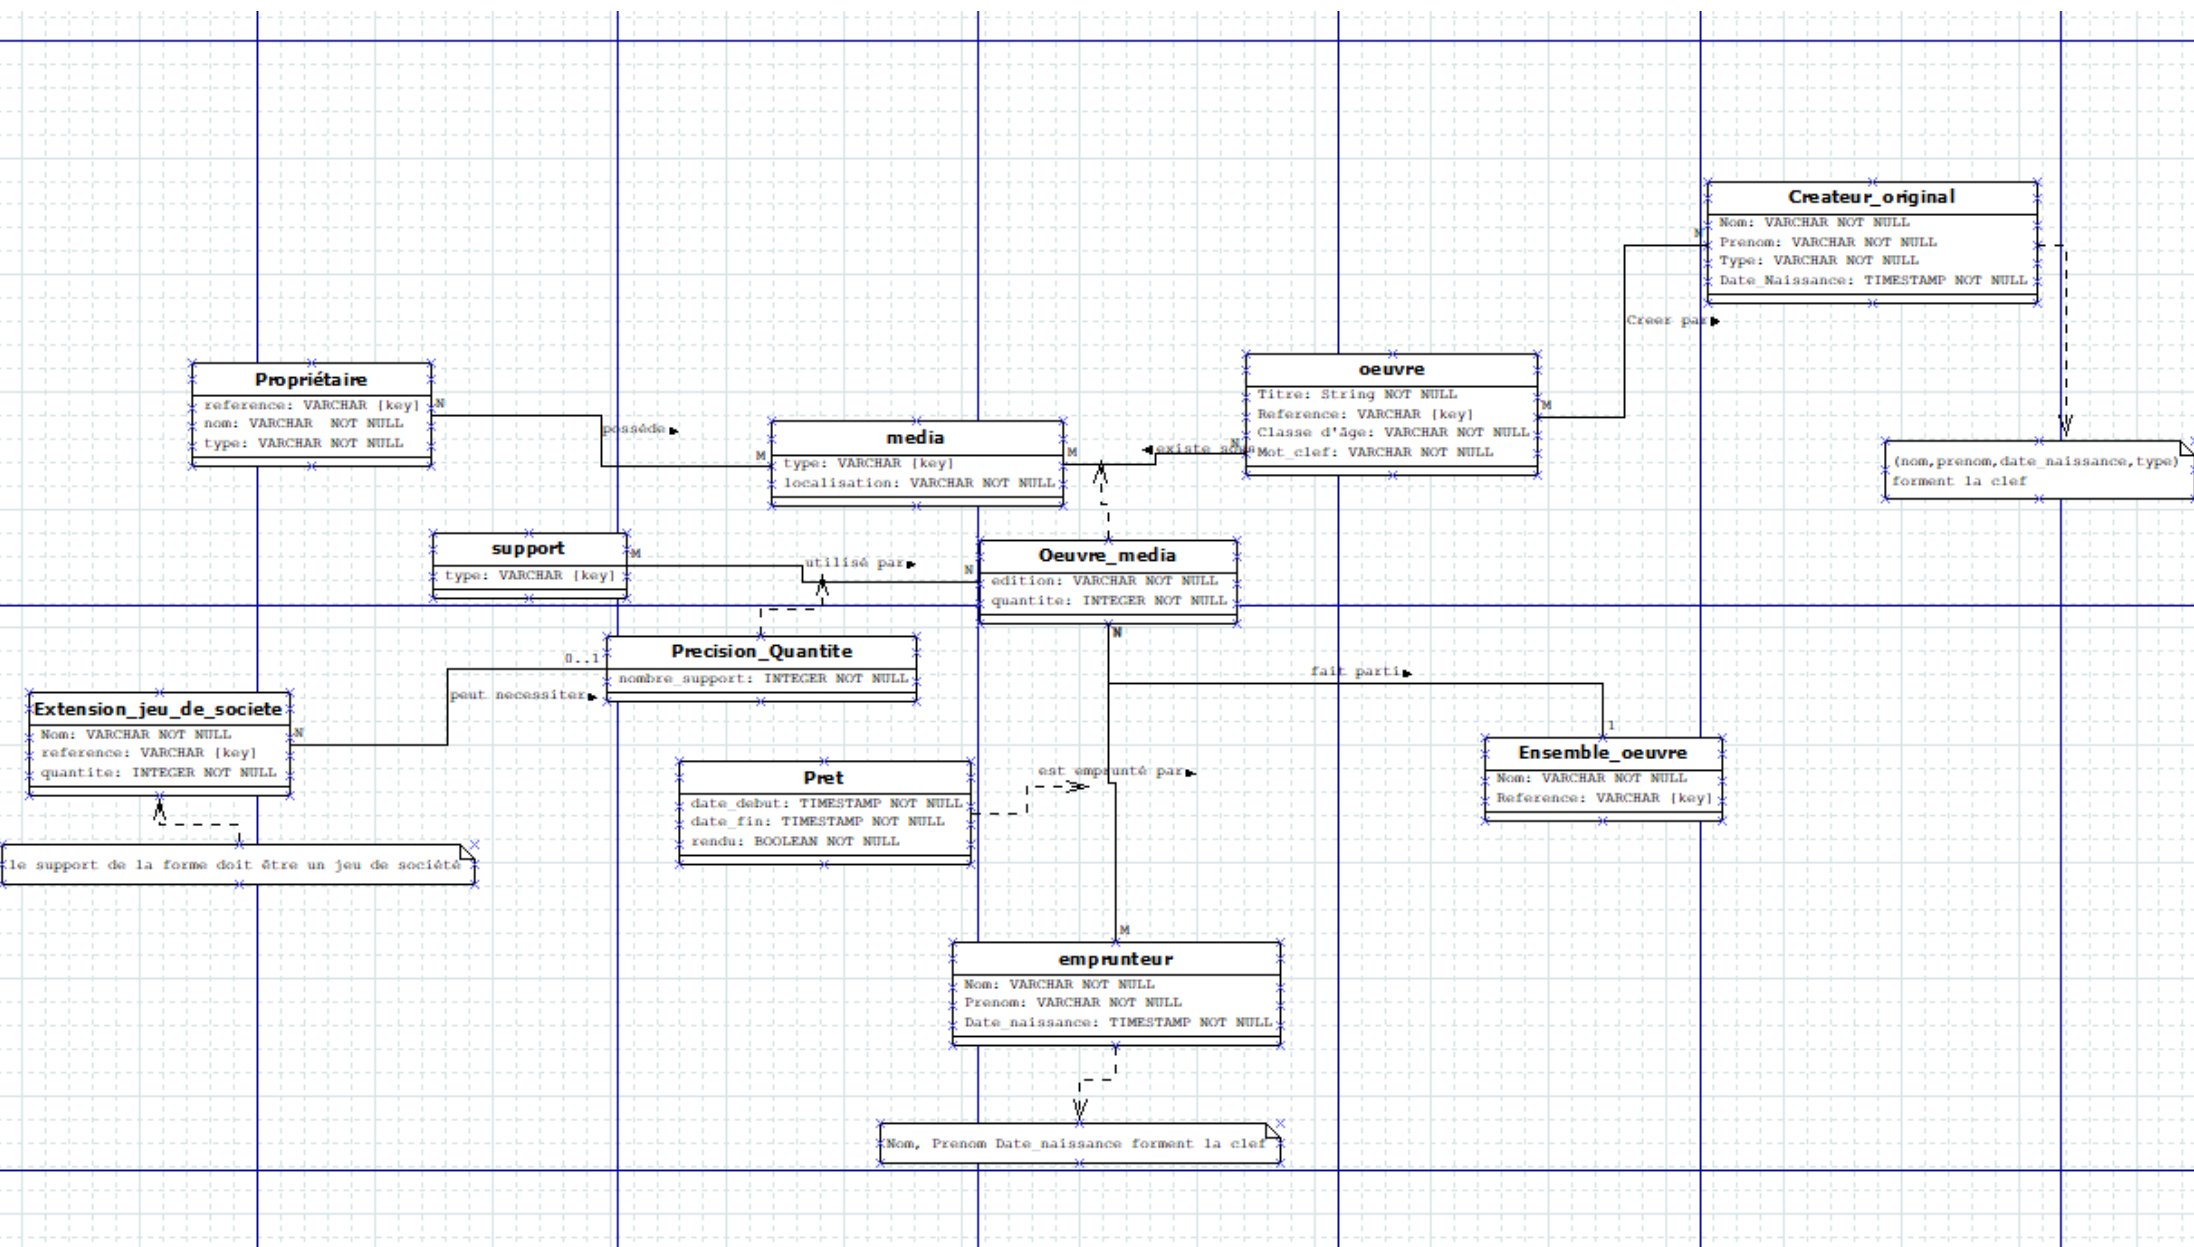 Createur_original
Nom: VARCHAR NOT NULL
Prenom: VARCHAR NOT NULL
Type: VARCHAR NOT NULL
Date_Naissance: TIMESTAMP NOT NULL
N
Creer par
(nom,prenom,date_naissance,type)
forment la clef
oeuvre
Titre: String NOT NULL
Reference: VARCHAR [key]
Classe d'âge: VARCHAR NOT NULL
Mot_clef: VARCHAR NOT NULL
M
N
existe sous
Propriétaire
reference: VARCHAR [key]
nom: VARCHAR  NOT NULL
type: VARCHAR NOT NULL
N
posséde
M
media
type: VARCHAR [key]
localisation: VARCHAR NOT NULL
M
support
type: VARCHAR [key]
M
utilisé par
N
Oeuvre_media
edition: VARCHAR NOT NULL
quantite: INTEGER NOT NULL
N
Precision_Quantite
nombre_support: INTEGER NOT NULL
0..1
peut necessiter
Extension_jeu_de_societe
Nom: VARCHAR NOT NULL
reference: VARCHAR [key]
quantite: INTEGER NOT NULL
N
le support de la forme doit être un jeu de société
fait parti
1
Ensemble_oeuvre
Nom: VARCHAR NOT NULL
Reference: VARCHAR [key]
Pret
date_debut: TIMESTAMP NOT NULL
date_fin: TIMESTAMP NOT NULL
rendu: BOOLEAN NOT NULL
est emprunté par
M
emprunteur
Nom: VARCHAR NOT NULL
Prenom: VARCHAR NOT NULL
Date_naissance: TIMESTAMP NOT NULL
Nom, Prenom Date_naissance forment la clef